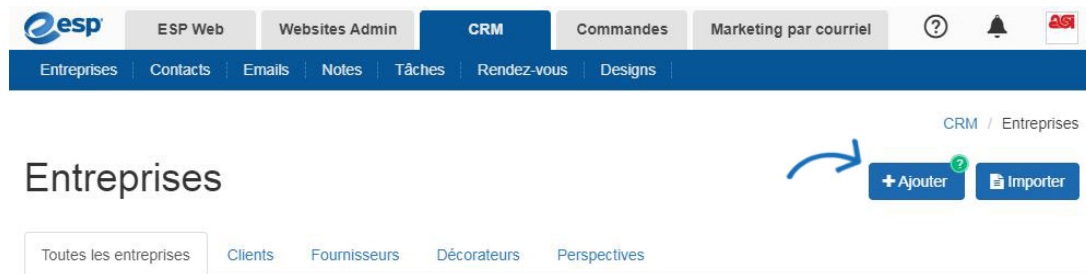 esp ESP Web Websites Admin CRM Commandes Marketing par courriel ? asi
Entreprises Contacts Emails Notes Tâches Rendez-vous Designs
CRM / Entreprises
Entreprises
+ Ajouter ? Importer
Toutes les entreprises Clients Fournisseurs Décorateurs Perspectives